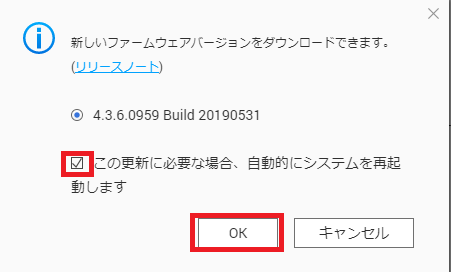 新しいファームウェアバージョンをダウンロードできます。
(リリースノート)
4.3.6.0959 Build 20190531
この更新に必要な場合、自動的にシステムを再起
動します
OK
キャンセル